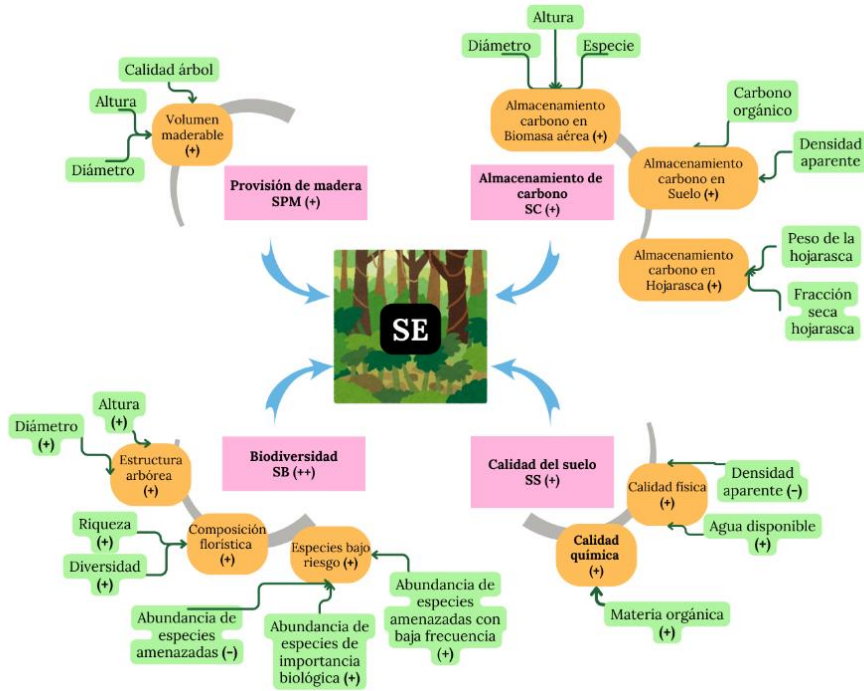 Calidad árbol
Altura
Diámetro
Volumen
maderable
(+)
Provisión de madera
SPM (+)
Altura
Diámetro
Especie
Almacenamiento
carbono en
Biomasa aérea (+)
Carbono
orgánico
Densidad
aparente
Almacenamiento
carbono en
Suelo (+)
Almacenamiento de
carbono
SC (+)
Almacenamiento
carbono en
Hojarasca (+)
Peso de la
hojarasca
Fracción
seca
hojarasca
SE
Altura
(+)
Diámetro
(+)
Estructura
arbórea
(+)
Biodiversidad
SB (++)
Riqueza
(+)
Diversidad
(+)
Composición
florística
(+)
Especies bajo
riesgo (+)
Abundancia de
especies
amenazadas (-)
Abundancia de
especies de
importancia
biológica (+)
Abundancia de
especies
amenazadas con
baja frecuencia
(+)
Calidad del suelo
SS (+)
Calidad física
(+)
Densidad
aparente (-)
Agua disponible
(+)
Calidad
química
(+)
Materia orgánica
(+)